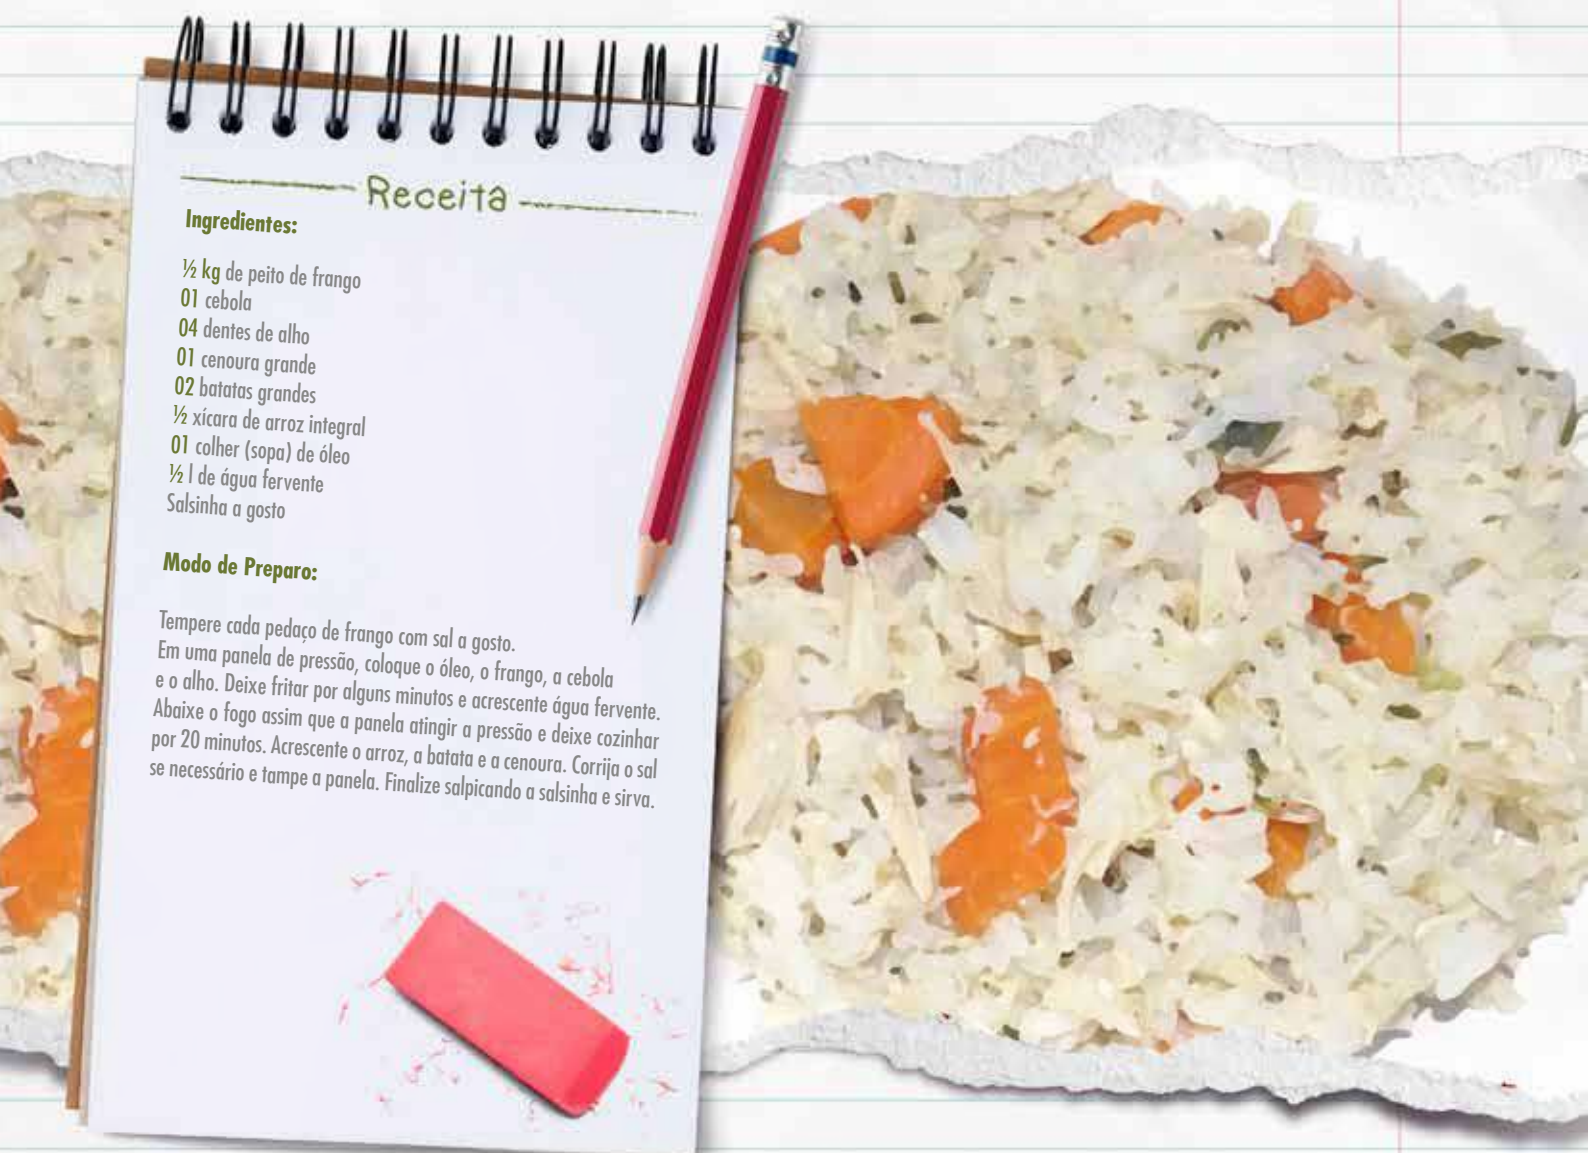 Receita
Ingredientes:
½ kg de peito de frango
01 cebola
04 dentes de alho
01 cenoura grande
02 batatas grandes
½ xícara de arroz integral
01 colher (sopa) de óleo
½ l de água fervente
Salsinha a gosto
Modo de Preparo:
Tempere cada pedaço de frango com sal a gosto.
Em uma panela de pressão, coloque o óleo, o frango, a cebola
e o alho. Deixe fritar por alguns minutos e acrescente água fervente.
Abaixe o fogo assim que a panela atingir a pressão e deixe cozinhar
por 20 minutos. Acrescente o arroz, a batata e a cenoura. Corrija o sal
se necessário e tampe a panela. Finalize salpicando a salsinha e sirva.